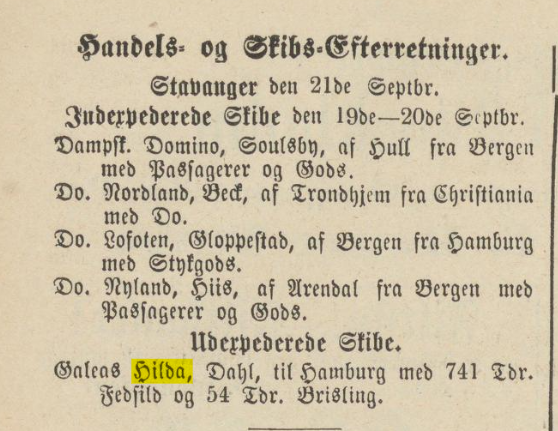 Handels- og Skibs-Efterretninger.
Stavanger den 21de Septbr.
Indexpederede Skibe den 19de—20de Septbr.
Dampsk. Domino, Soulsby, af Hull fra Bergen
med Passagerer og Gods.
Do. Nordland, Beck, af Trondhjem fra Christiania
med Do.
Do. Lofoten, Gloppestad, af Bergen fra Hamburg
med Stykgods.
Do. Nyland, Hiis, af Arendal fra Bergen med
Passagerer og Gods.
Udexpederede Skibe.
Galeas Hilda, Dahl, til Hamburg med 741 Tdr.
Fedsild og 54 Tdr. Brisling.